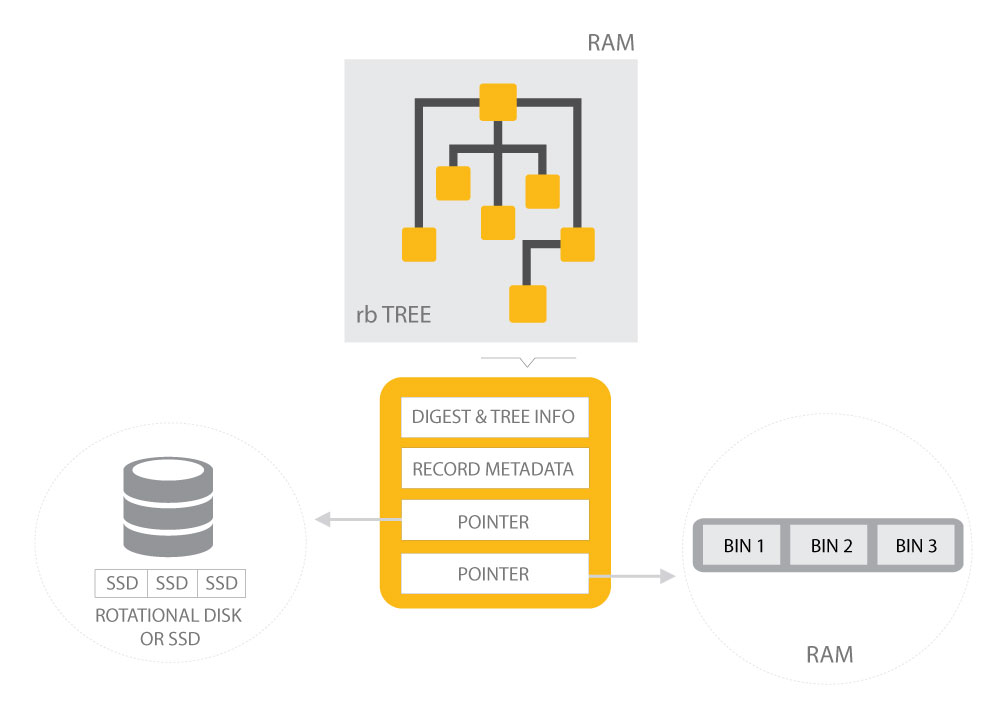 RAM
rb TREE
DIGEST & TREE INFO
RECORD METADATA
POINTER
POINTER
SSD SSD SSD
ROTATIONAL DISK
OR SSD
BIN 1 BIN 2 BIN 3
RAM